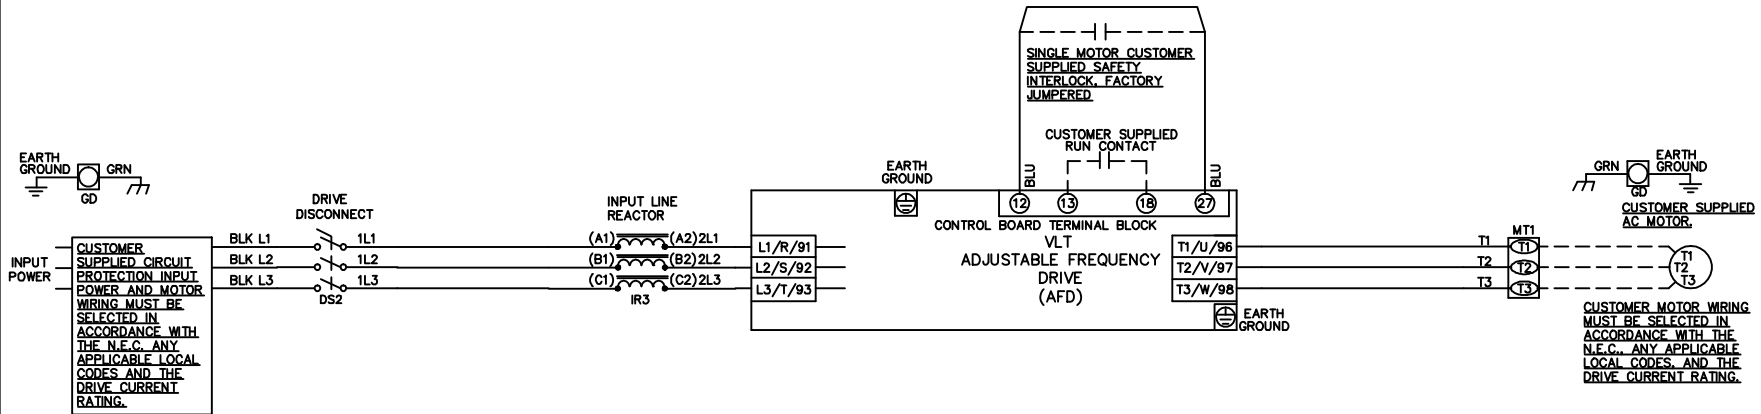 SINGLE MOTOR CUSTOMER
SUPPLIED SAFETY
INTERLOCK, FACTORY
JUMPERED
CUSTOMER SUPPLIED
RUN CONTACT
BLU
BLU
EARTH
GROUND
GRN
GD
EARTH
GROUND
12
13
18
27
CONTROL BOARD TERMINAL BLOCK
GRN
EARTH
GROUND
GD
CUSTOMER SUPPLIED
AC MOTOR.
DRIVE
DISCONNECT
INPUT LINE
REACTOR
INPUT
POWER
CUSTOMER
SUPPLIED CIRCUIT
PROTECTION INPUT
POWER AND MOTOR
WIRING MUST BE
SELECTED IN
ACCORDANCE WITH
THE N.E.C. ANY
APPLICABLE LOCAL
CODES AND THE
DRIVE CURRENT
RATING.
BLK L1
BLK L2
BLK L3
1L1
1L2
1L3
DS2
(A1)
(A2)2L1
(B1)
(B2)2L2
(C1)
(C2)2L3
IR3
L1/R/91
L2/S/92
L3/T/93
VLT
ADJUSTABLE FREQUENCY
DRIVE
(AFD)
T1/U/96
T2/V/97
T3/W/98
EARTH
GROUND
T1
T2
T3
MT1
T1
T2
T3
T1
T2
T3
CUSTOMER MOTOR WIRING
MUST BE SELECTED IN
ACCORDANCE WITH THE
N.E.C., ANY APPLICABLE
LOCAL CODES, AND THE
DRIVE CURRENT RATING.